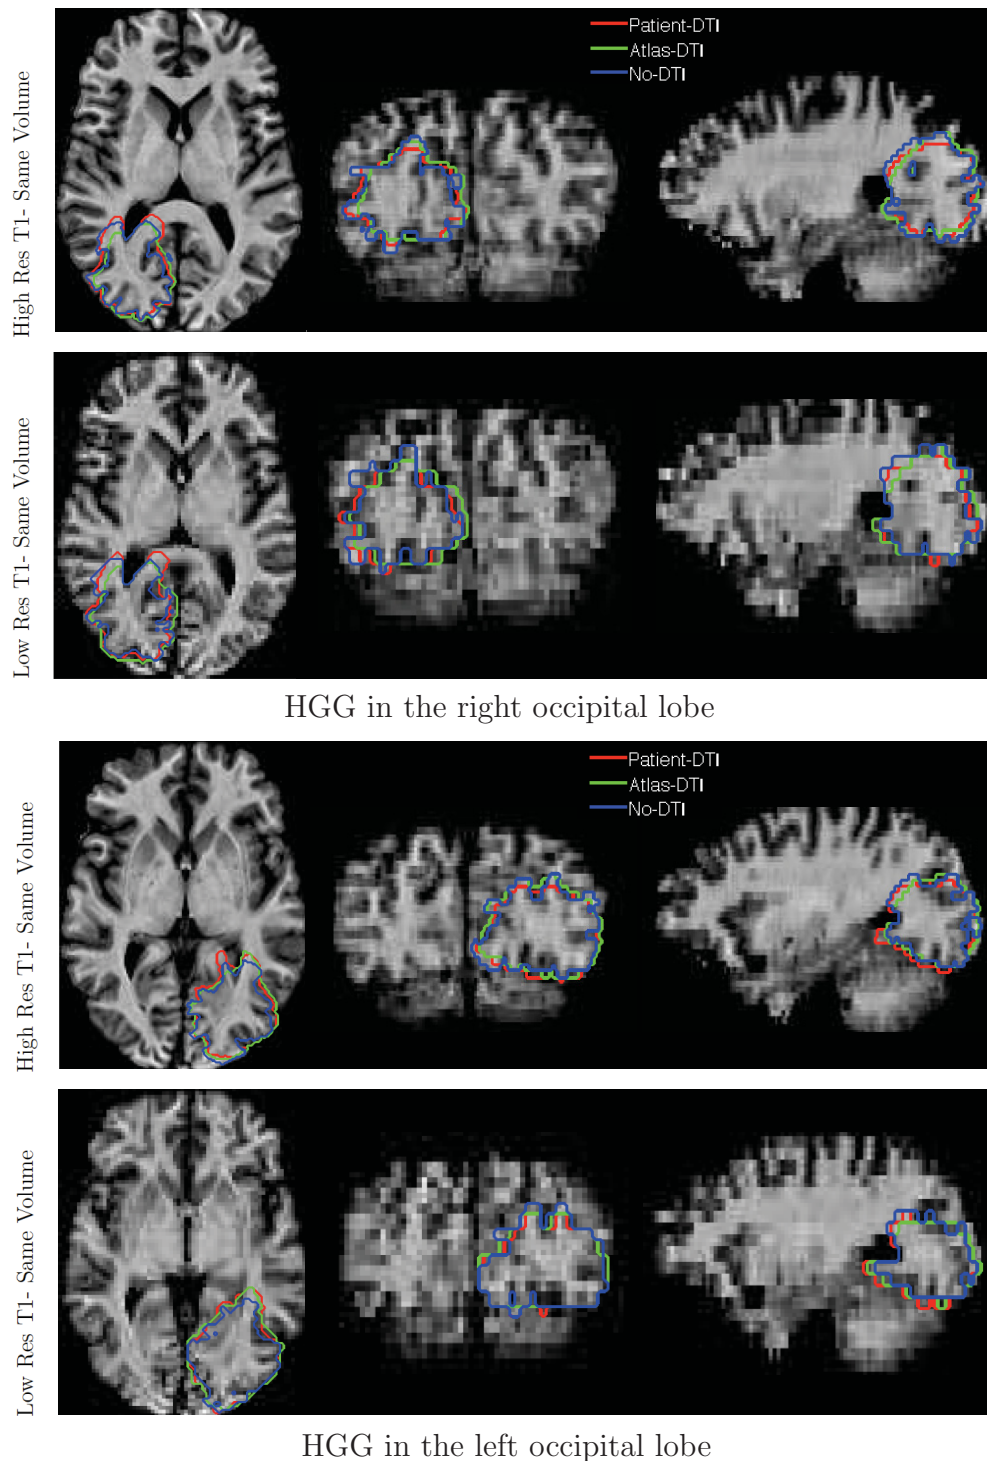 High Res T1- Same Volume
Patient-DTI
Atlas-DTI
No-DTI
Low Res T1- Same Volume
HGG in the right occipital lobe
High Res T1- Same Volume
Patient-DTI
Atlas-DTI
No-DTI
Low Res T1- Same Volume
HGG in the left occipital lobe